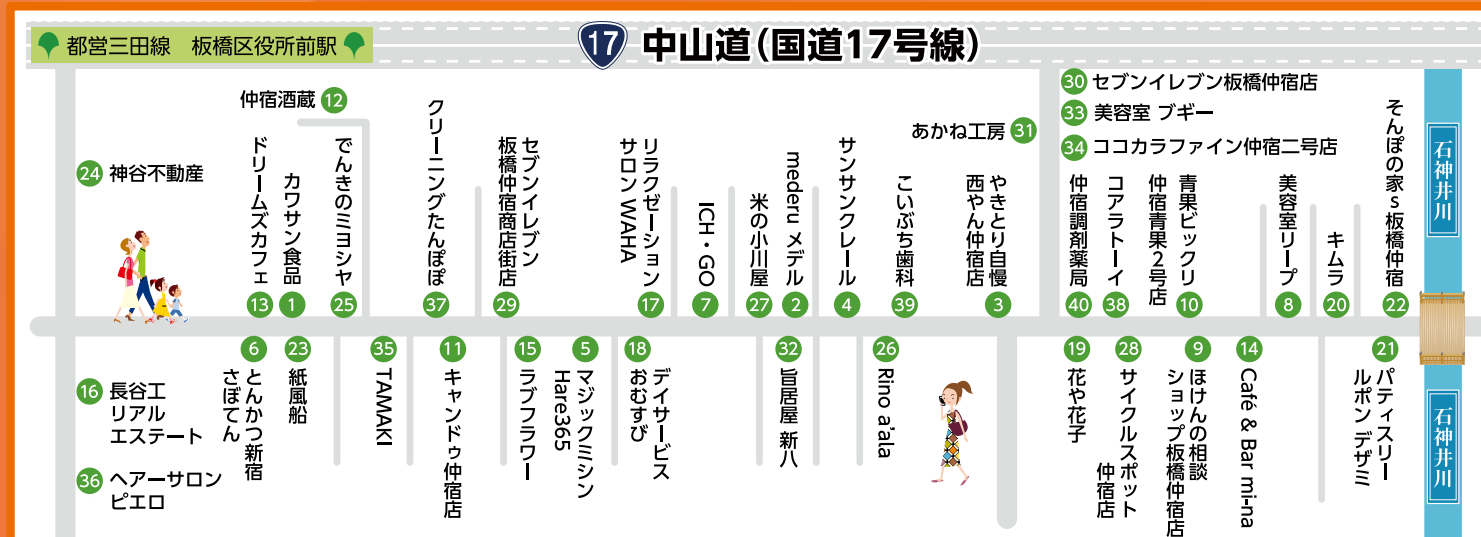 都営三田線 板橋区役所前駅
17 中山道(国道17号線)
仲宿酒蔵 12
24 神谷不動産
ドリームズカフェ
13
カワサン食品
1
でんきのミヨシヤ
25
クリーニングたんぽぽ
37
セブンイレブン
板橋仲宿商店街店
29
リラクゼーション
サロン WAHA
17
ICH・GO
7
米の小川屋
27
mederu メデル
2
サンサンクレール
4
こいぶち歯科
39
あかね工房 31
やきとり自慢
西やん仲宿店
3
30 セブンイレブン板橋仲宿店
33 美容室 ブギー
34 ココカラファイン仲宿二号店
仲宿調剤薬局
40
コアラトーイ
38
青果ビックリ
仲宿青果2号店
10
美容室リープ
8
キムラ
20
そんぽの家s板橋仲宿
22
石神井川
16 長谷工
リアル
エステート
36 ヘアーサロン
ピエロ
6
とんかつ新宿
さぼてん
23
紙風船
35
TAMAKI
11
キャンドゥ仲宿店
15
ラブフラワー
5
マジックミシン
Hare365
18
デイサービス
おむすび
32
旨居屋 新八
26
Rino a'ala
19
花や花子
28
サイクルスポット
仲宿店
9
ほけんの相談
ショップ板橋仲宿店
14
Café & Bar mi-na
21
パティスリー
ルポン デザミ
石神井川